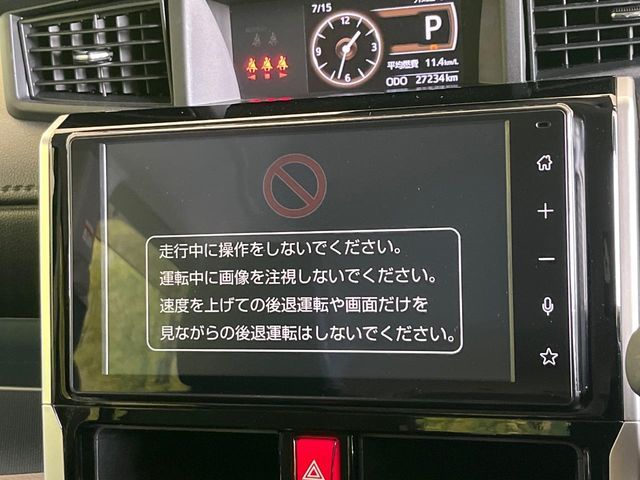 7/15
12
3
6
9
P
平均燃費 11.4km/L
ODO 27234km
走行中に操作をしないでください。
運転中に画像を注視しないでください。
速度を上げての後退運転や画面だけを
見ながらの後退運転はしないでください。